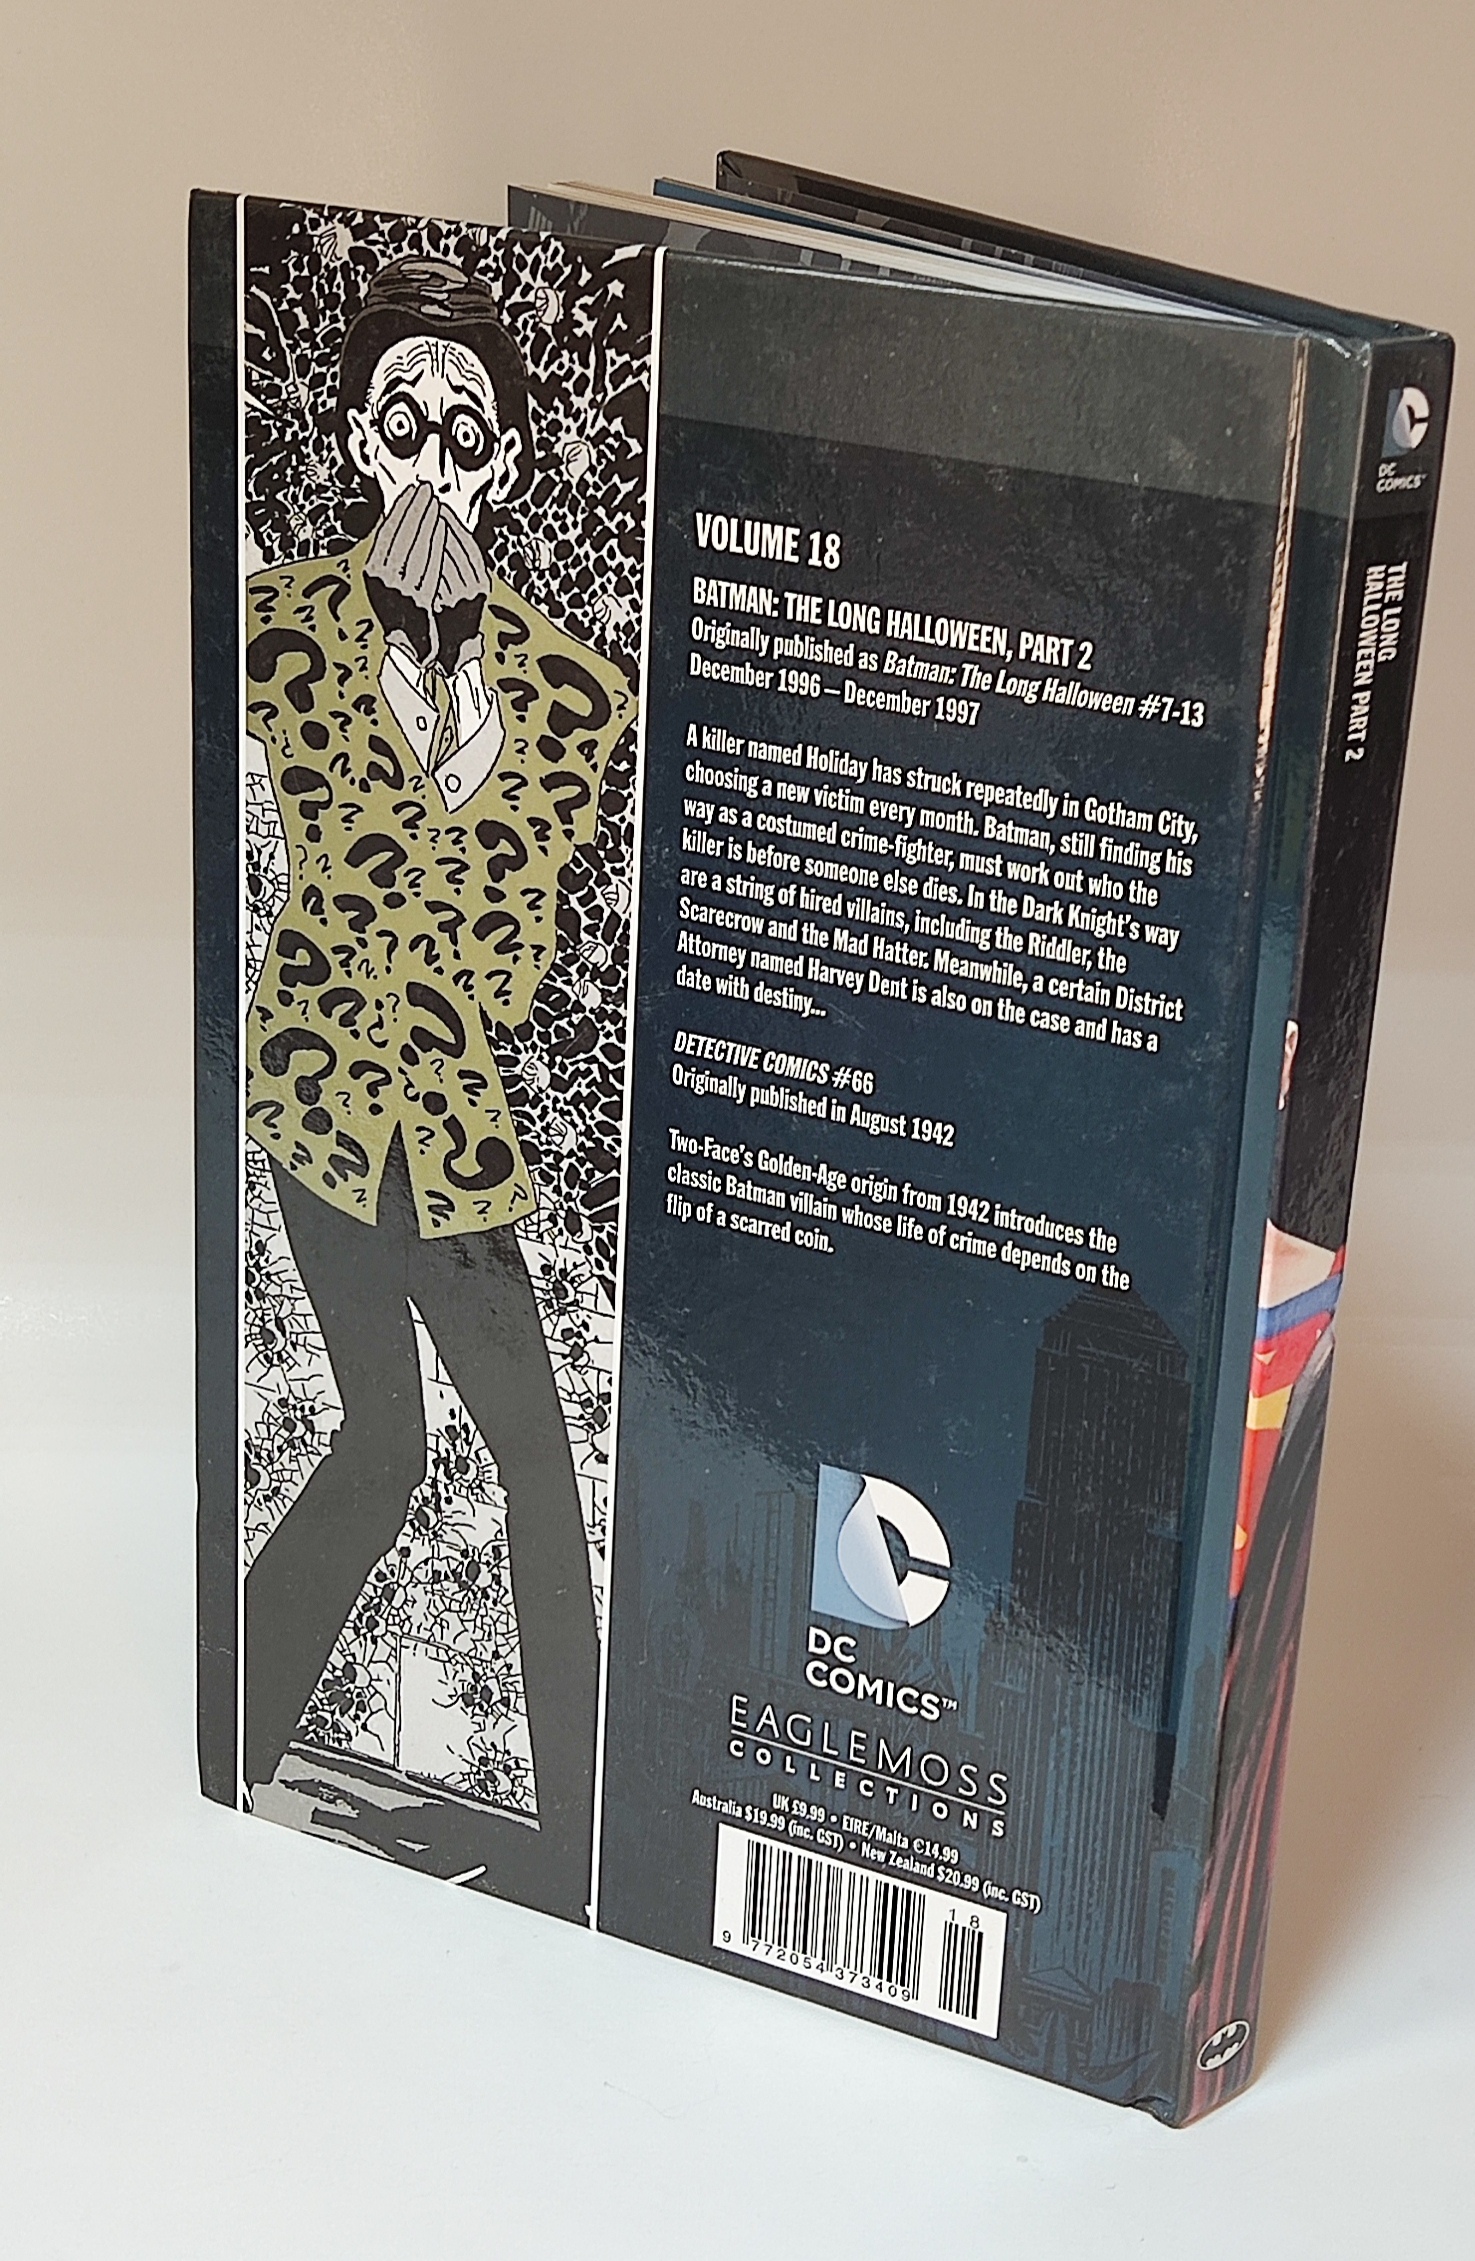 VOLUME 18
BATMAN: THE LONG HALLOWEEN, PART 2
Originally published as Batman: The Long Halloween #7-13
December 1996 – December 1997
A killer named Holiday has struck repeatedly in Gotham City,
choosing a new victim every month. Batman, still finding his
way as a costumed crime-fighter, must work out who the
killer is before someone else dies. In the Dark Knight's way
are a string of hired villains, including the Riddler, the
Scarecrow and the Mad Hatter. Meanwhile, a certain District
Attorney named Harvey Dent is also on the case and has a
date with destiny...
DETECTIVE COMICS #66
Originally published in August 1942
Two-Face's Golden-Age origin from 1942 introduces the
classic Batman villain whose life of crime depends on the
flip of a scarred coin.
DC
COMICS™
EAGLEMOSS
COLLECTIONS
UK £9.99 • EIRE/Malta €14.99
Australia $19.99 (inc. GST) • New Zealand $20.99 (inc. GST)
18
9 772054 373409
DC
COMICS™
THE LONG
HALLOWEEN PART 2